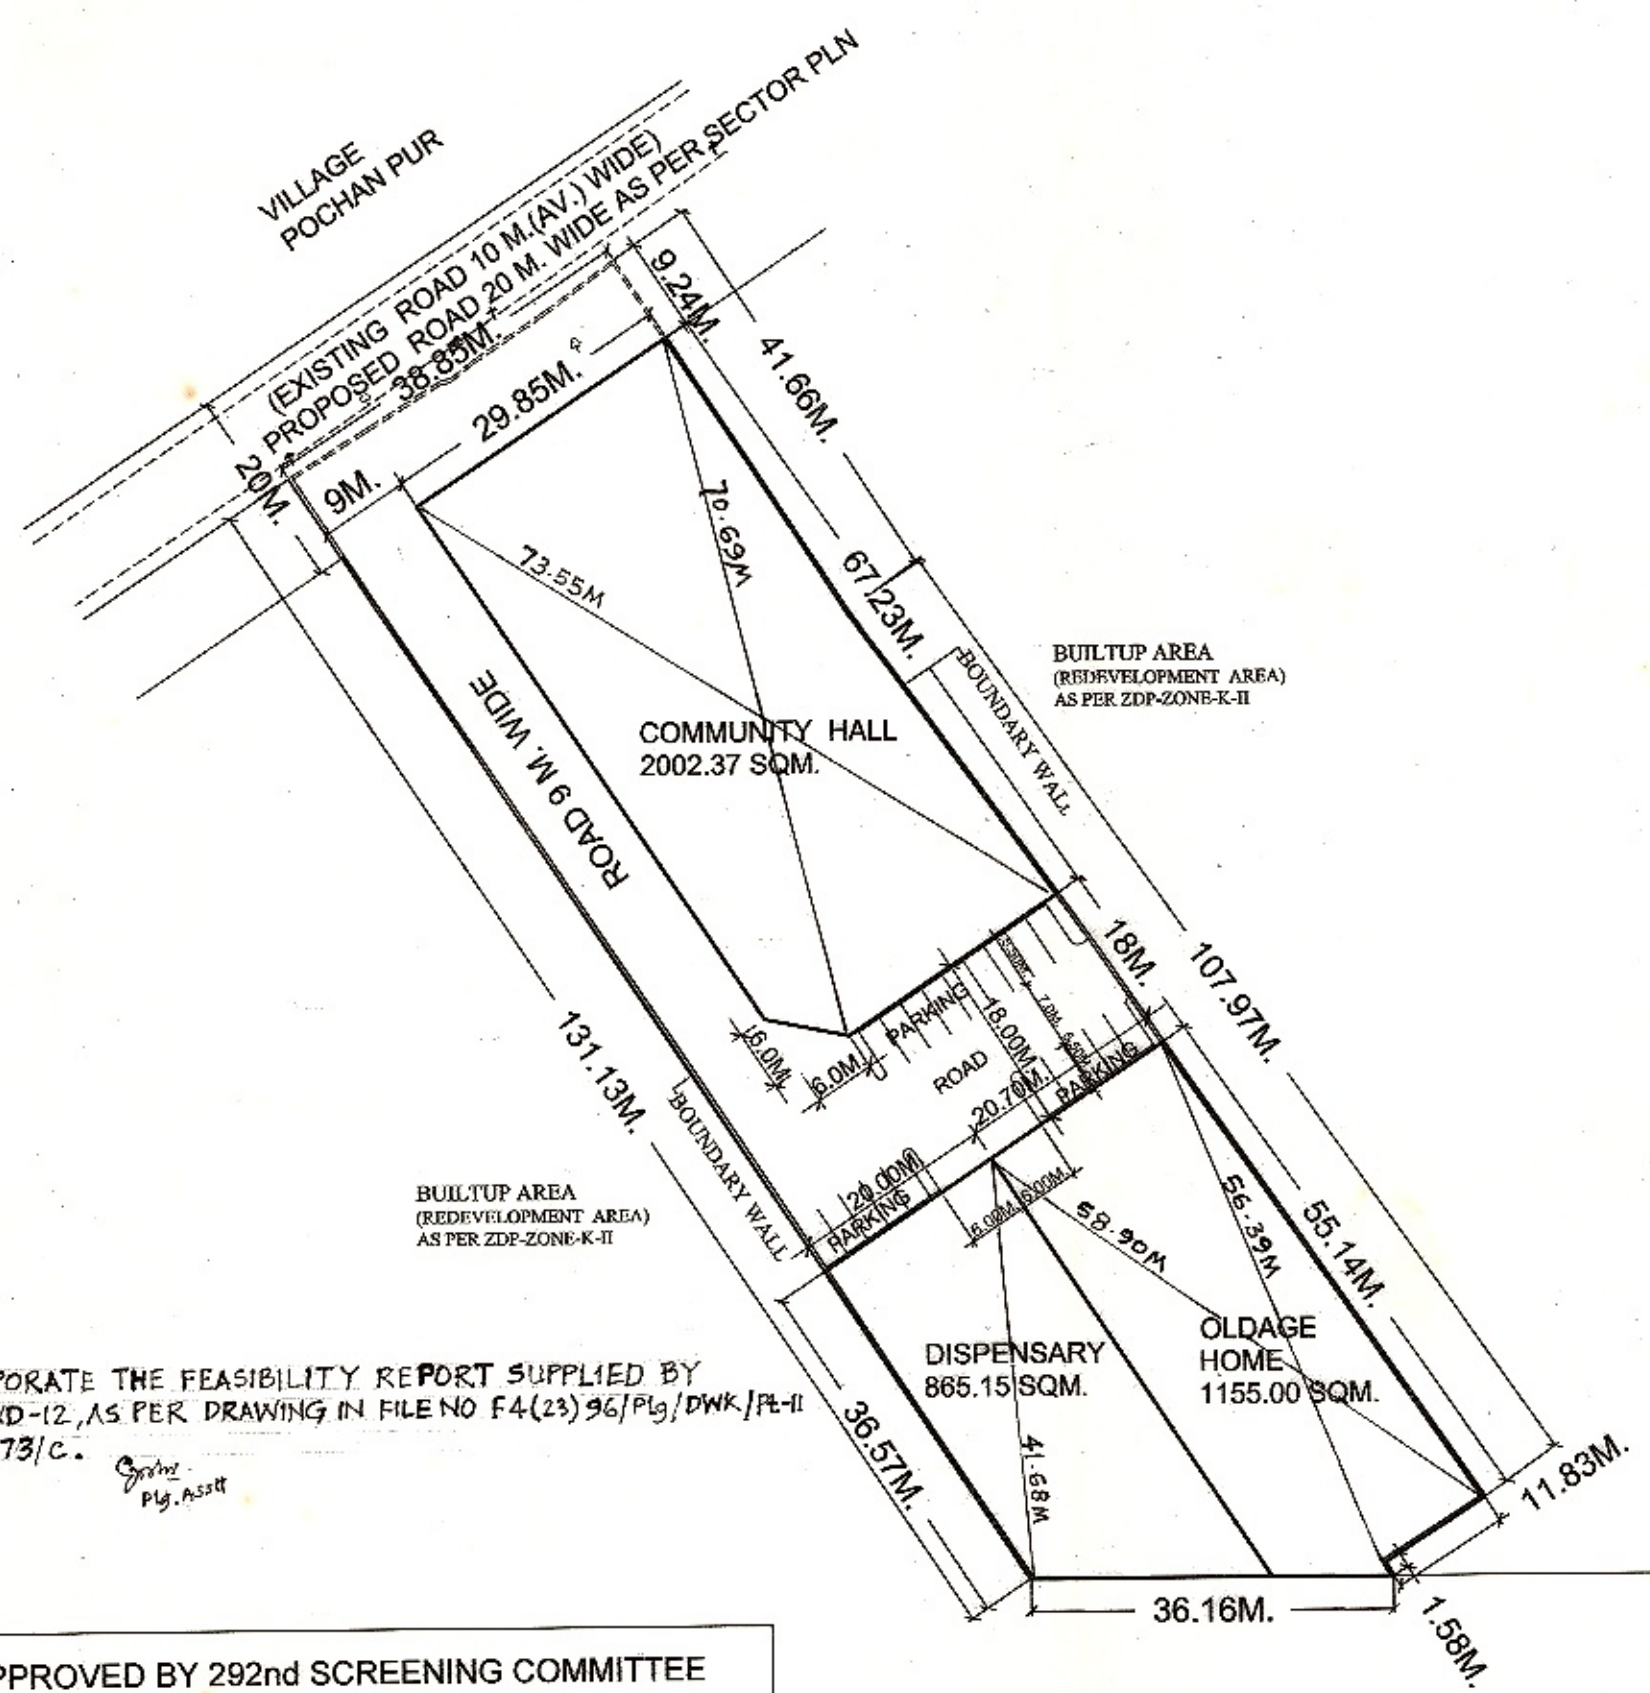 VILLAGE
POCHAN PUR
(EXISTING ROAD 10 M.(AV.) WIDE)
PROPOSED ROAD 20 M. WIDE AS PER SECTOR PLN
38.85M.
29.85M.
9.24M.
41.66M.
20M.
9M.
73.55M
70.69M
67.23M.
ROAD 9 M. WIDE
COMMUNITY HALL
2002.37 SQM.
BOUNDARY WALL
BUILTUP AREA
(REDEVELOPMENT AREA)
AS PER ZDP-ZONE-K-II
18M.
107.97M.
131.13M.
6.0M.
6.0M.
PARKING
18.00M.
7.0M.
ROAD
20.70M.
PARKING
BOUNDARY WALL
20.00M.
PARKING
6.00M.
6.00M.
BUILTUP AREA
(REDEVELOPMENT AREA)
AS PER ZDP-ZONE-K-II
58.90M
56.39M
55.14M.
DISPENSARY
865.15 SQM.
OLDAGE
HOME
1155.00 SQM.
41.68M
36.57M.
11.83M.
36.16M.
1.58M.
PORATE THE FEASIBILITY REPORT SUPPLIED BY
D-12, AS PER DRAWING IN FILE NO F4(23)96/Plg/DWK/Pt-II
73/C.
Plg. Asstt
PPROVED BY 292nd SCREENING COMMITTEE